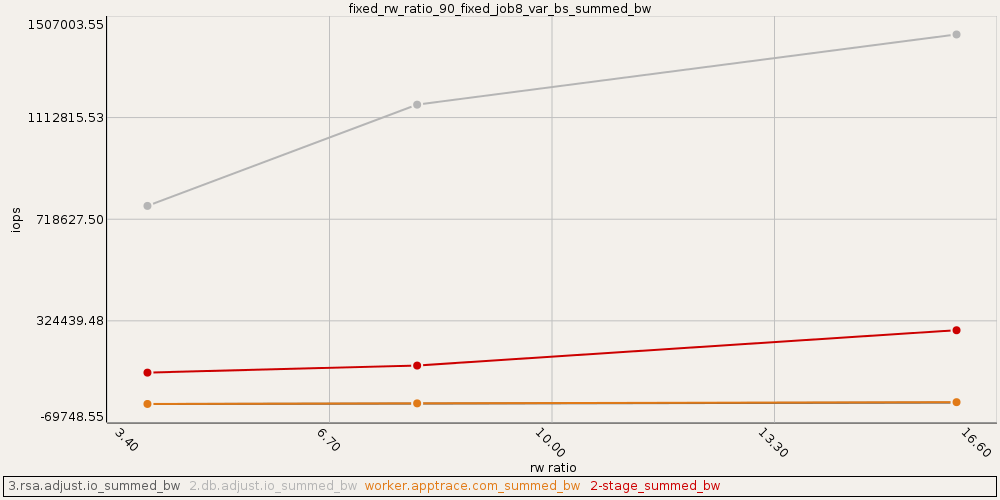 fixed_rw_ratio_90_fixed_job8_var_bs_summed_bw
1507003.55
1112815.53
718627.50
324439.48
-69748.55
iops
3.40
6.70
10.00
13.30
16.60
rw ratio
3.rsa.adjust.io_summed_bw 2.db.adjust.io_summed_bw worker.apptrace.com_summed_bw 2-stage_summed_bw